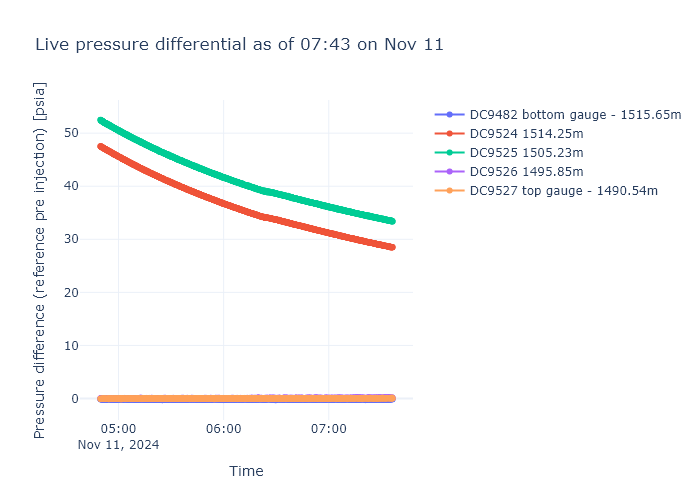 Live pressure differential as of 07:43 on Nov 11
Pressure difference (reference pre injection) [psia]
50
40
30
20
10
0
05:00
Nov 11, 2024
06:00
07:00
Time
DC9482 bottom gauge - 1515.65m
DC9524 1514.25m
DC9525 1505.23m
DC9526 1495.85m
DC9527 top gauge - 1490.54m